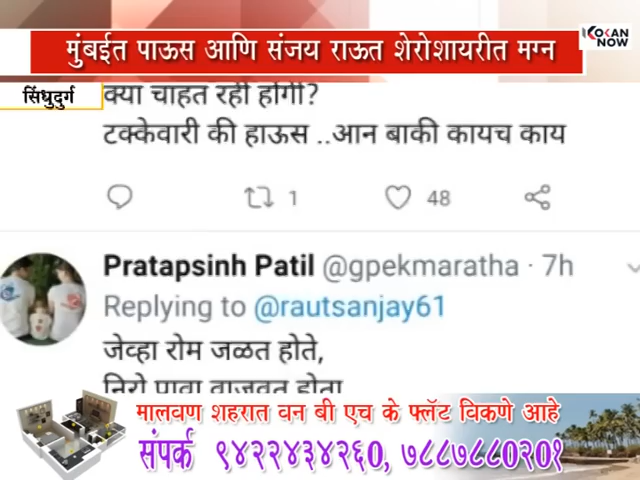 KOKAN
NOW
मुंबईत पाऊस आणि संजय राऊत शेरोशायरीत मग्न
सिंधुदुर्ग
क्या चाहत रही होगी?
टक्केवारी की हाऊस ..आन बाकी कायच काय
1 48
Pratapsinh Patil @gpekmaratha · 7h
Replying to @rautsanjay61
जेव्हा रोम जळत होते,
निरो पावा वाजवत होता
मालवण शहरात वन बी एच के फ्लॅट विकणे आहे
संपर्क ९४२२४३४२६०, ७८८७८८०२०१